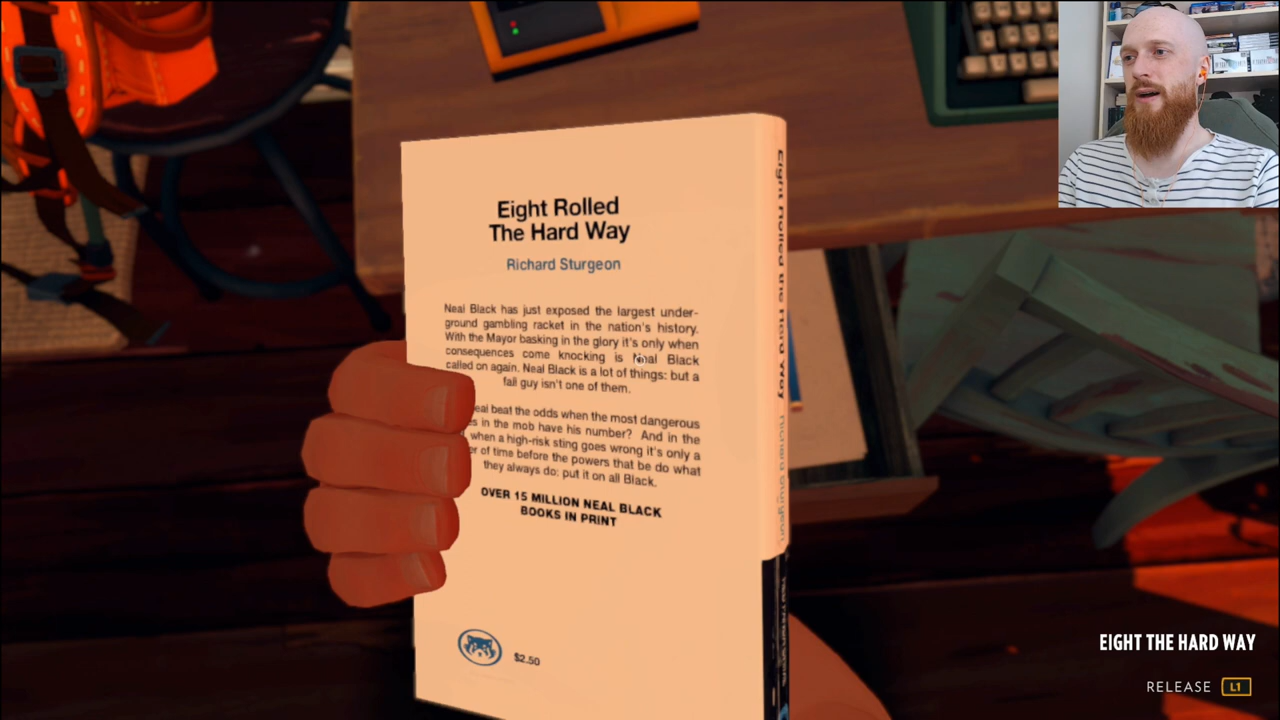 Eight Rolled
The Hard Way
Richard Sturgeon
Neal Black has just exposed the largest under-
ground gambling racket in the nation's history.
With the Mayor basking in the glory it's only when
consequences come knocking is Neal Black
called on again. Neal Black is a lot of things: but a
fall guy isn't one of them.
beat the odds when the most dangerous
in the mob have his number? And in the
when a high-risk sting goes wrong it's only a
of time before the powers that be do what
they always do; put it on all Black.
OVER 15 MILLION NEAL BLACK
BOOKS IN PRINT
$2.50
Eight Rolled the Hard Way Richard Sturgeon
EIGHT THE HARD WAY
RELEASE L1